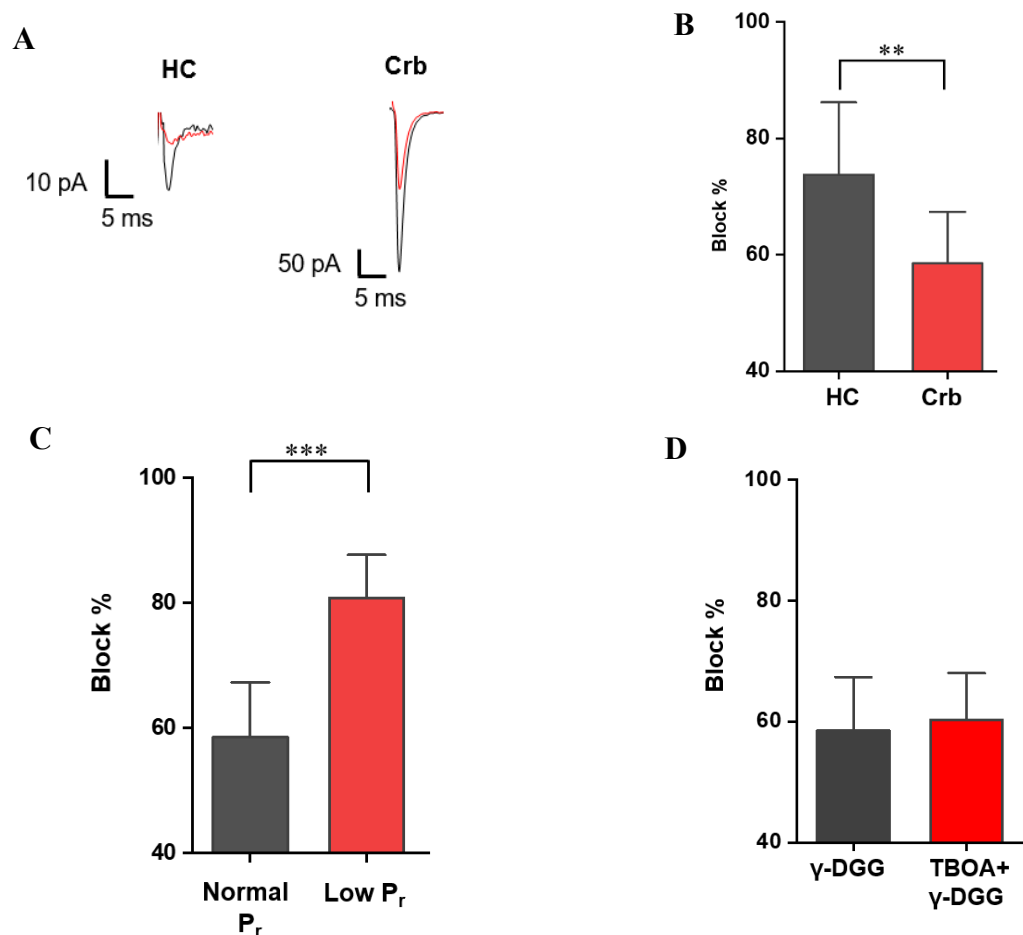 A
HC
Crb
10 pA
5 ms
50 pA
5 ms
B
**
100
80
60
40
Block %
HC
Crb
C
***
100
80
60
40
Block %
Normal
Pr
Low Pr
D
100
80
60
40
Block %
γ-DGG
TBOA+
γ-DGG